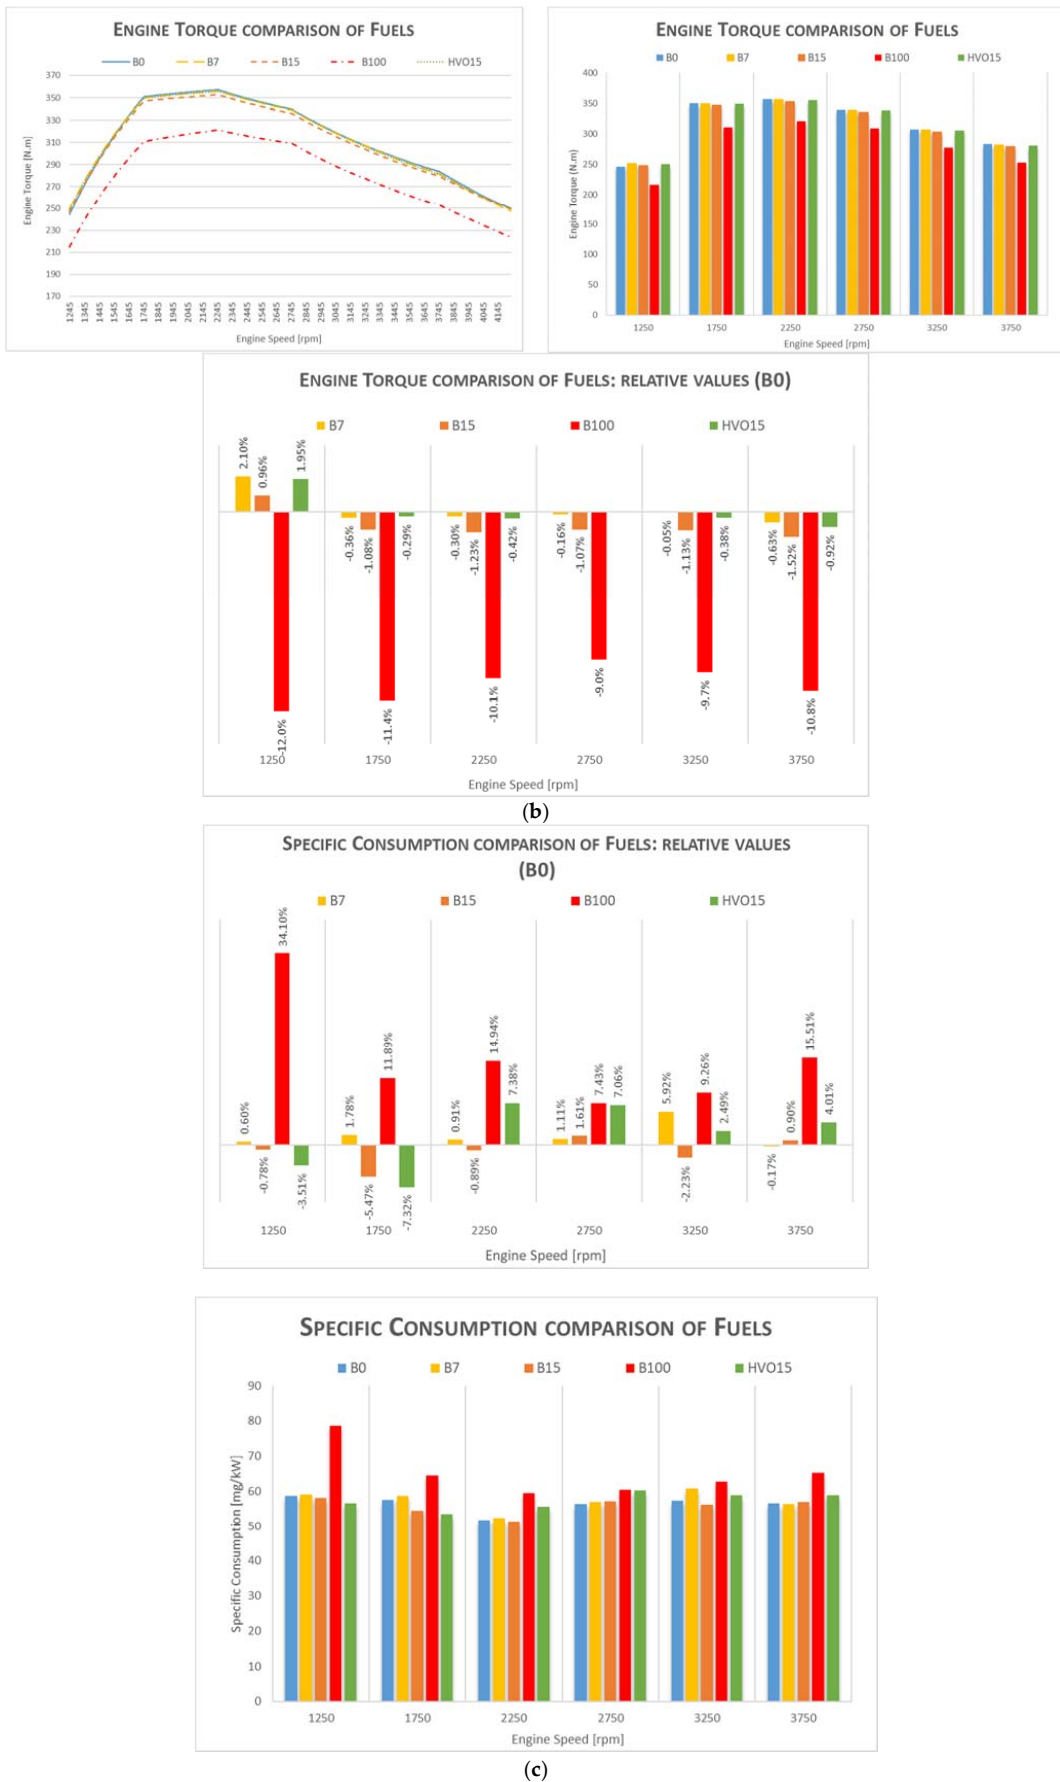 ENGINE TORQUE COMPARISON OF FUELS
B0 B7 B15 B100 HVO15
370
350
330
310
290
270
250
230
210
190
170
Engine Torque [N.m]
1245 1345 1445 1545 1645 1745 1845 1945 2045 2145 2245 2345 2445 2545 2645 2745 2845 2945 3045 3145 3245 3345 3445 3545 3645 3745 3845 3945 4045 4145
Engine Speed [rpm]
ENGINE TORQUE COMPARISON OF FUELS
B0 B7 B15 B100 HVO15
400
350
300
250
200
150
100
50
0
Engine Torque (N.m)
1250 1750 2250 2750 3250 3750
Engine Speed [rpm]
ENGINE TORQUE COMPARISON OF FUELS: RELATIVE VALUES (B0)
B7 B15 B100 HVO15
2.10% 0.96% -12.0% 1.95%
-0.36% -1.08% -11.4% -0.29%
-0.30% -1.23% -10.1% -0.42%
-0.16% -1.07% -9.0%
-0.05% -1.13% -9.7% -0.38%
-0.63% -1.52% -10.8% -0.92%
1250 1750 2250 2750 3250 3750
Engine Speed [rpm]
(b)
SPECIFIC CONSUMPTION COMPARISON OF FUELS: RELATIVE VALUES
(B0)
B7 B15 B100 HVO15
0.60% -0.78% 34.10% -3.51%
1.78% -5.47% 11.89% -7.32%
0.91% -0.89% 14.94% 7.38%
1.11% 1.61% 7.43% 7.06%
5.92% -2.23% 9.26% 2.49%
-0.17% 0.90% 15.51% 4.01%
1250 1750 2250 2750 3250 3750
Engine Speed [rpm]
SPECIFIC CONSUMPTION COMPARISON OF FUELS
B0 B7 B15 B100 HVO15
90
80
70
60
50
40
30
20
10
0
Specific Consumption [mg/kW]
1250 1750 2250 2750 3250 3750
Engine Speed [rpm]
(c)